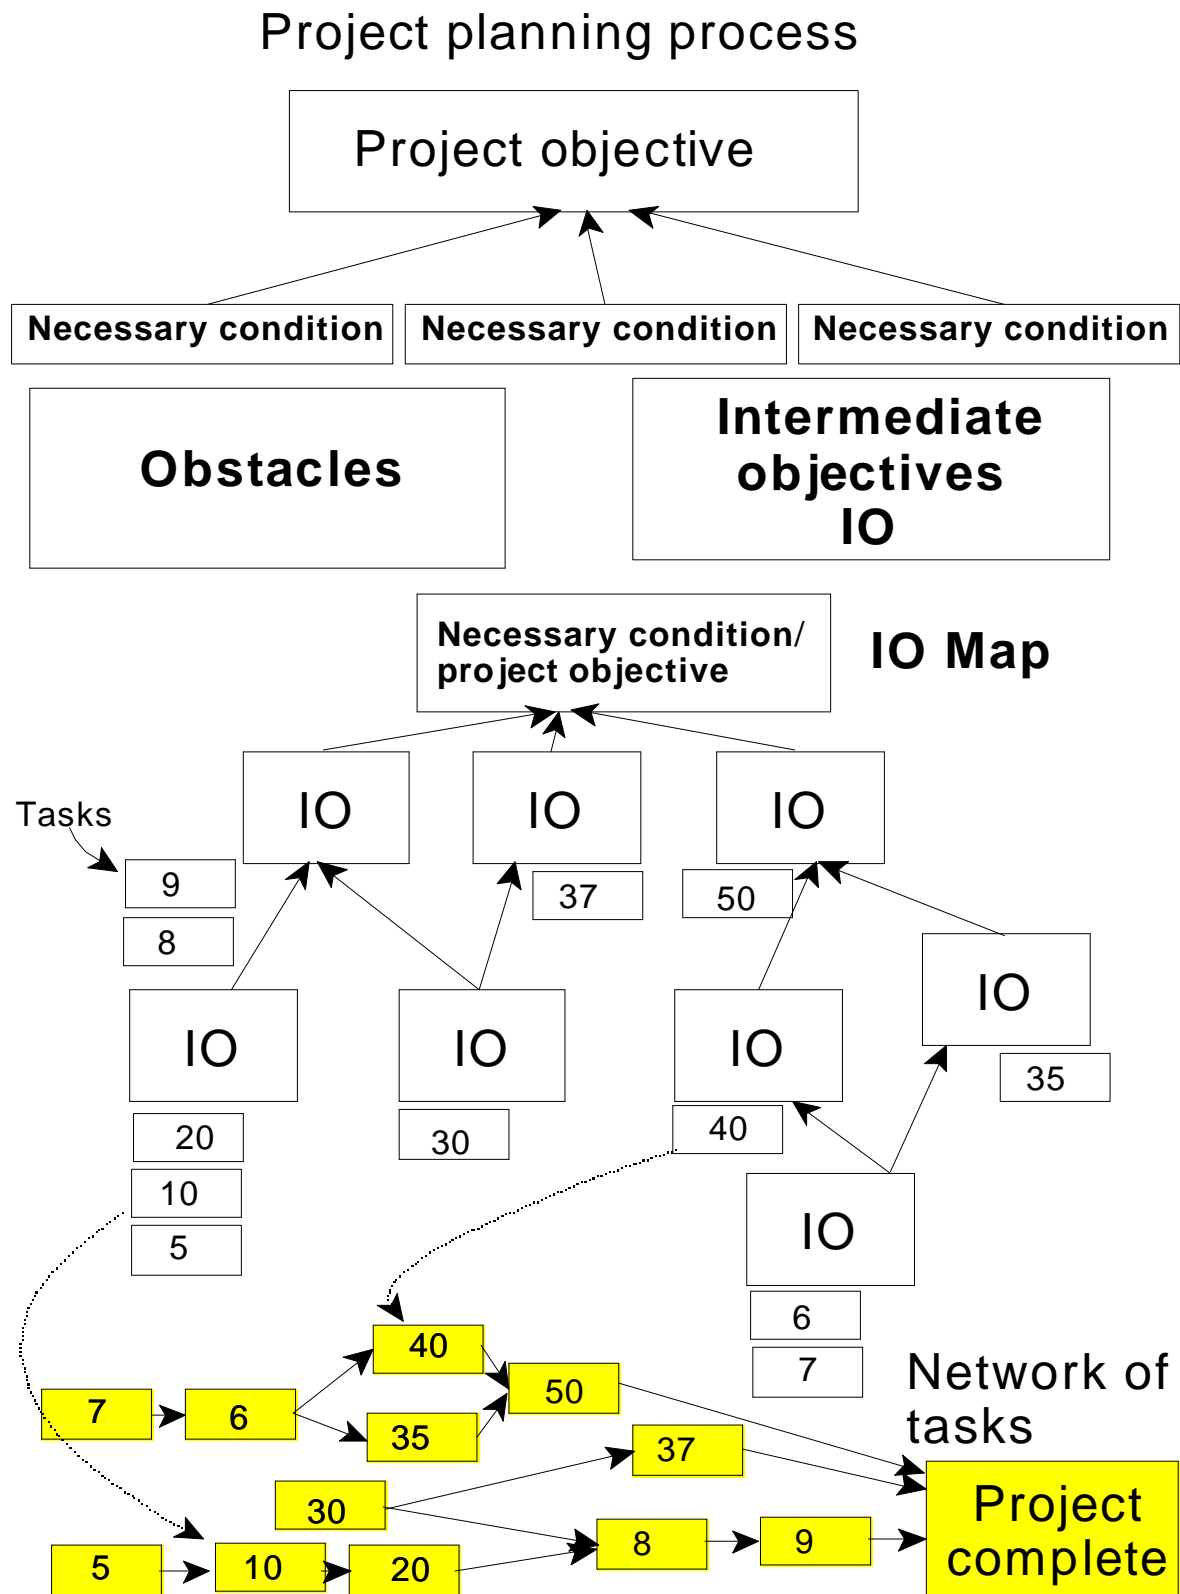 Project planning process
Project objective
Necessary condition
Necessary condition
Necessary condition
Obstacles
Intermediate
objectives
IO
Necessary condition/
project objective
IO Map
IO
IO
IO
Tasks
9
8
37
50
IO
IO
IO
IO
35
20
10
5
30
40
IO
6
7
40
50
7
6
35
37
30
8
9
5
10
20
Network of
tasks
Project
complete